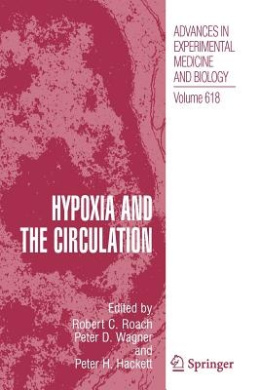 ADVANCES IN
EXPERIMENTAL
MEDICINE
AND BIOLOGY
Volume 618
HYPOXIA AND
THE CIRCULATION
Edited by
Robert C. Roach
Peter D. Wagner
and
Peter H. Hackett
Springer